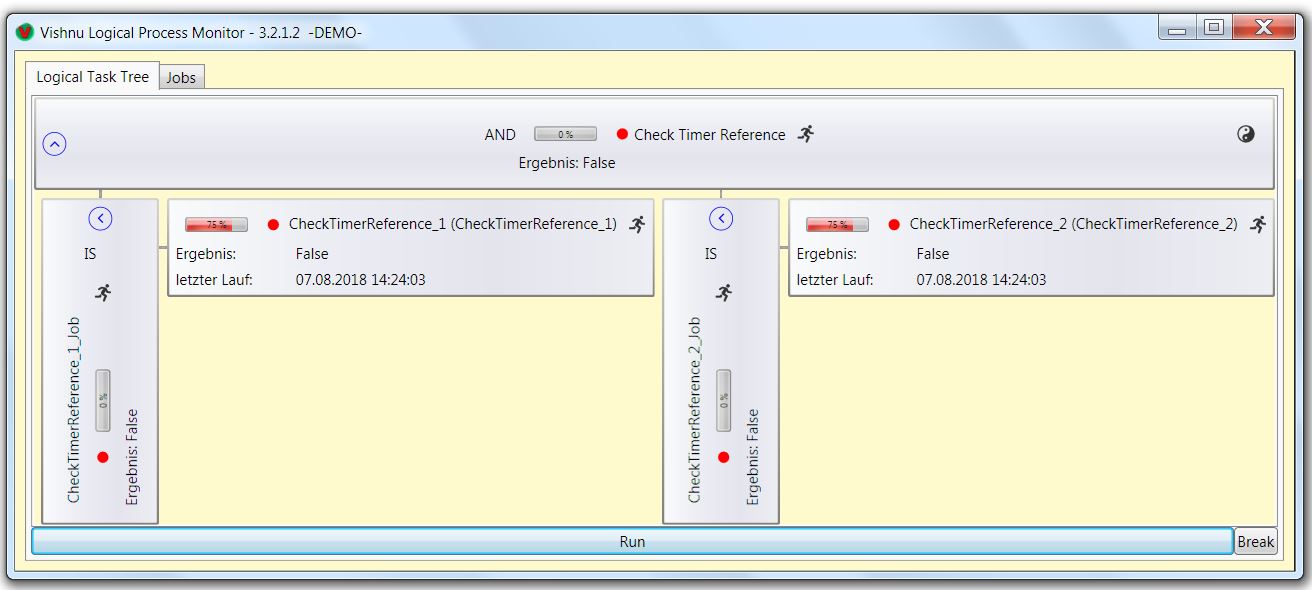 Vishnu Logical Process Monitor - 3.2.1.2 -DEMO-
Logical Task Tree
Jobs
AND 0 % Check Timer Reference
Ergebnis: False
IS
CheckTimerReference_1_Job
0 %
Ergebnis: False
75 % CheckTimerReference_1 (CheckTimerReference_1)
Ergebnis: False
letzter Lauf: 07.08.2018 14:24:03
IS
CheckTimerReference_2_Job
0 %
Ergebnis: False
75 % CheckTimerReference_2 (CheckTimerReference_2)
Ergebnis: False
letzter Lauf: 07.08.2018 14:24:03
Run
Break